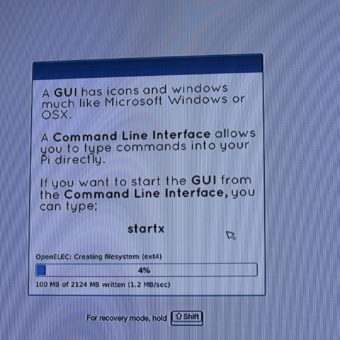 A GUI has icons and windows
much like Microsoft Windows or
OSX.
A Command Line Interface allows
you to type commands into your
Pi directly.
If you want to start the GUI from
the Command Line Interface, you
can type;
startx
OpenELEC: Creating filesystem (ext4)
4%
100 MB of 2124 MB written (1.2 MB/sec)
For recovery mode, hold ⇧ Shift